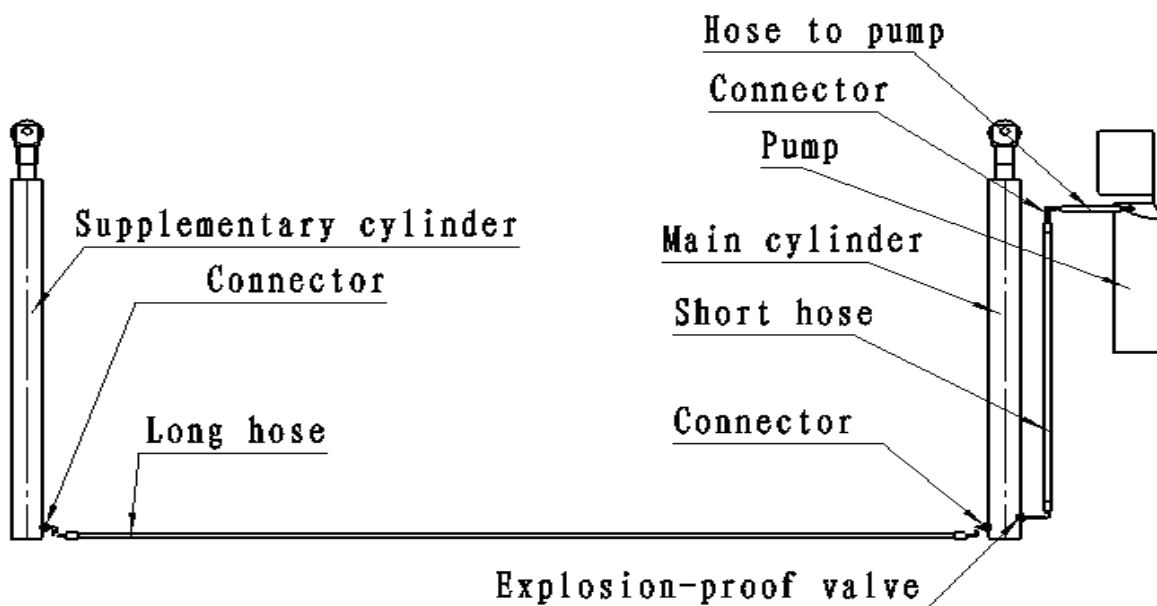 Hose to pump
Connector
Pump
Supplementary cylinder
Main cylinder
Connector
Short hose
Long hose
Connector
Explosion-proof valve